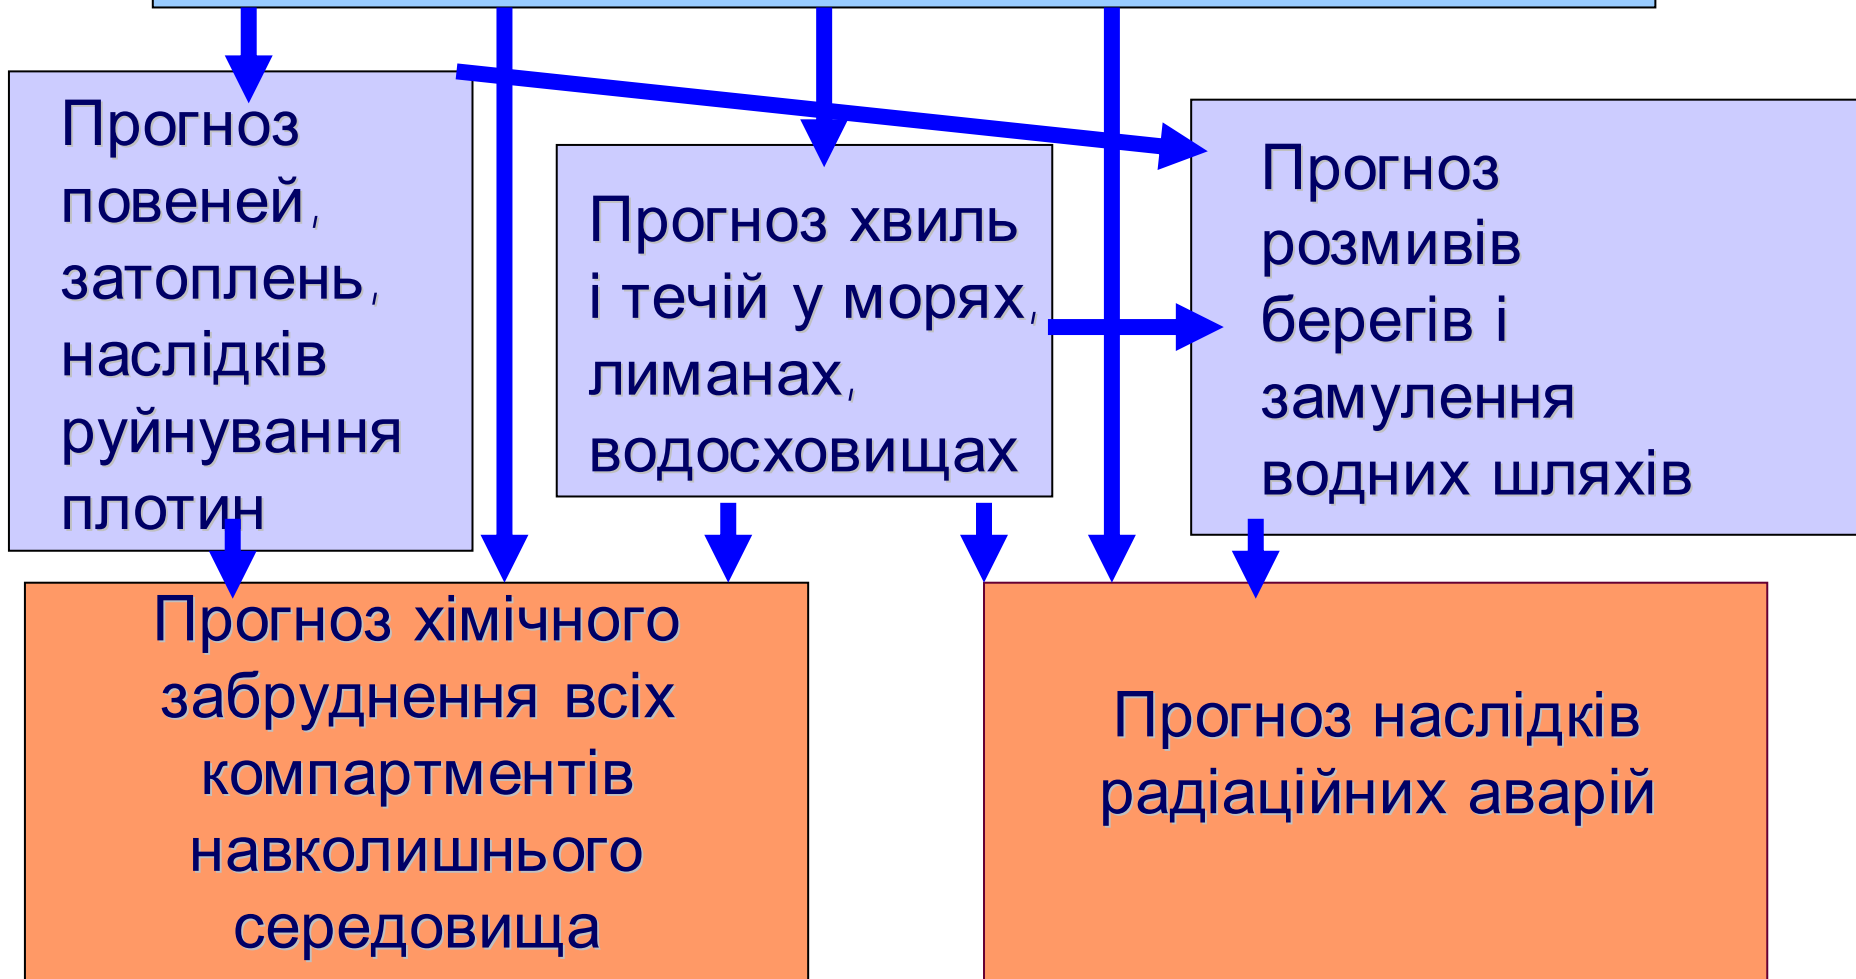 Прогноз
повеней,
затоплень,
наслідків
руйнування
плотин
Прогноз хвиль
і течій у морях,
лиманах,
водосховищах
Прогноз
розмивів
берегів і
замулення
водних шляхів
Прогноз хімічного
забруднення всіх
компартментів
навколишнього
середовища
Прогноз наслідків
радіаційних аварій